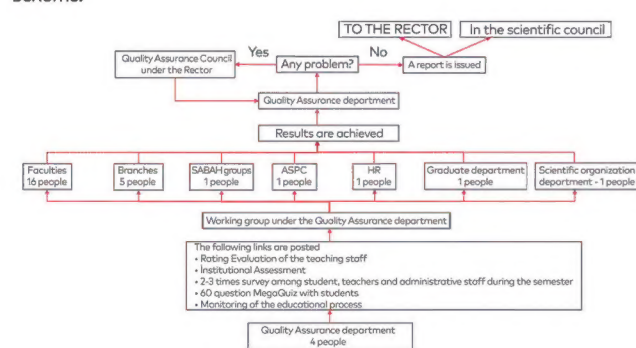 TO THE RECTOR
In the scientific council
Quality Assurance Council
under the Rector
Yes
Any problem?
No
A report is issued
Quality Assurance department
Results are achieved
Faculties
16 people
Branches
5 people
SABAH groups
1 people
ASPC
1 people
HR
1 people
Graduate department
1 people
Scientific organization
department - 1 people
Working group under the Quality Assurance department
The following links are posted
• Rating Evaluation of the teaching staff
• Institutional Assessment
• 2-3 times survey among student, teachers and administrative staff during the semester
• 60 question MegaQuiz with students
• Monitoring of the educational process
Quality Assurance department
4 people